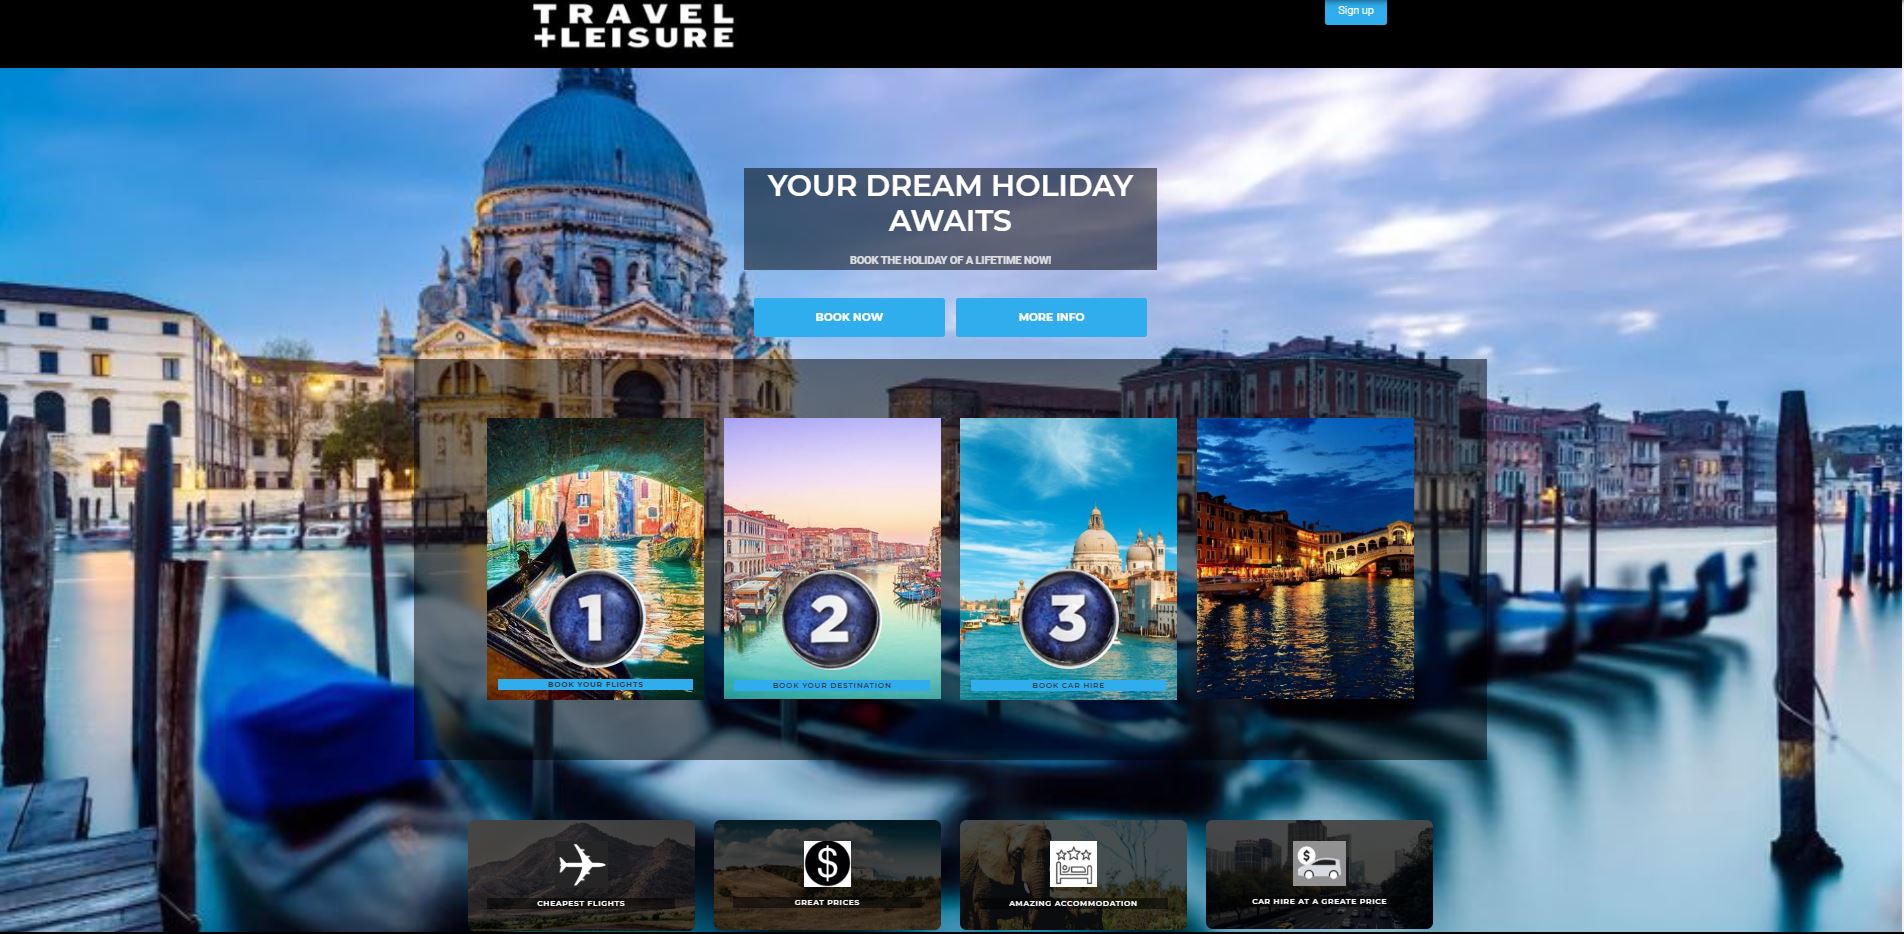 TRAVEL
+LEISURE
Sign up
YOUR DREAM HOLIDAY
AWAITS
BOOK THE HOLIDAY OF A LIFETIME NOW!
BOOK NOW
MORE INFO
1
2
3
BOOK YOUR FLIGHTS
BOOK YOUR DESTINATION
BOOK CAR HIRE
$
$
CHEAPEST FLIGHTS
GREAT PRICES
AMAZING ACCOMMODATION
CAR HIRE AT A GREATE PRICE